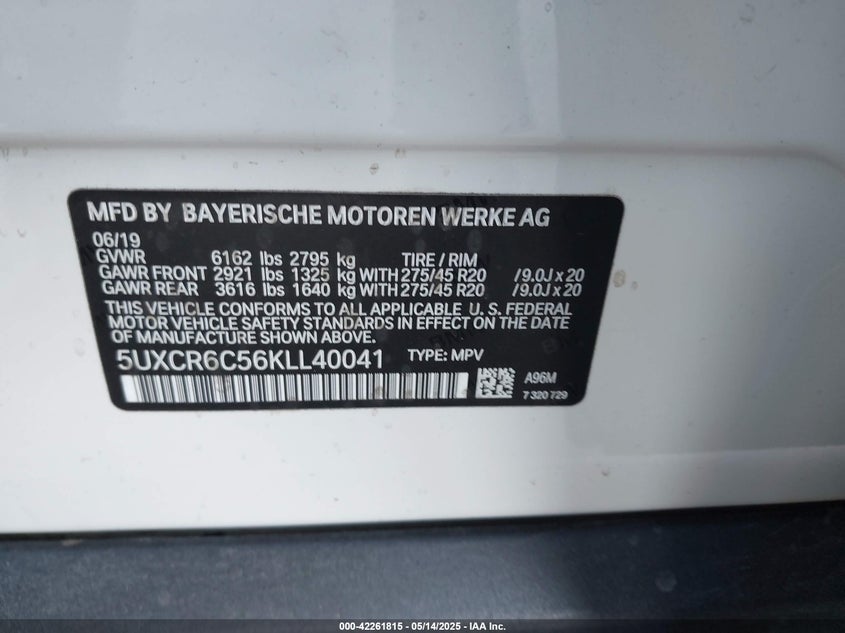 MFD BY BAYERISCHE MOTOREN WERKE AG
06/19
GVWR 6162 lbs 2795 kg TIRE / RIM
GAWR FRONT 2921 lbs 1325 kg WITH 275/45 R20 /9.0J x 20
GAWR REAR 3616 lbs 1640 kg WITH 275/45 R20 /9.0J x 20
THIS VEHICLE CONFORMS TO ALL APPLICABLE U. S. FEDERAL
MOTOR VEHICLE SAFETY STANDARDS IN EFFECT ON THE DATE
OF MANUFACTURE SHOWN ABOVE.
5UXCR6C56KLL40041 TYPE: MPV
A96M
7 320 729
000-42261815 - 05/14/2025 - IAA Inc.